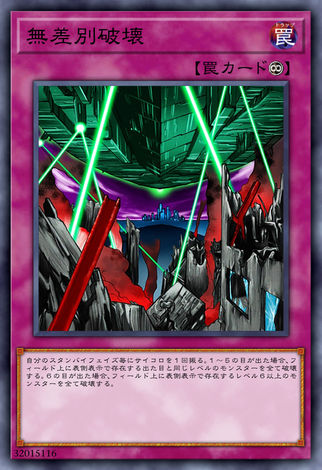 無差別破壊
トラップ
罠
【罠カード♾】
自分のスタンバイフェイズ毎にサイコロを1回振る。1～5の目が出た場合、フ
ィールド上に表側表示で存在する出た目と同じレベルのモンスターを全て破壊
する。6の目が出た場合、フィールド上に表側表示で存在するレベル6以上のモ
ンスターを全て破壊する。
32015116